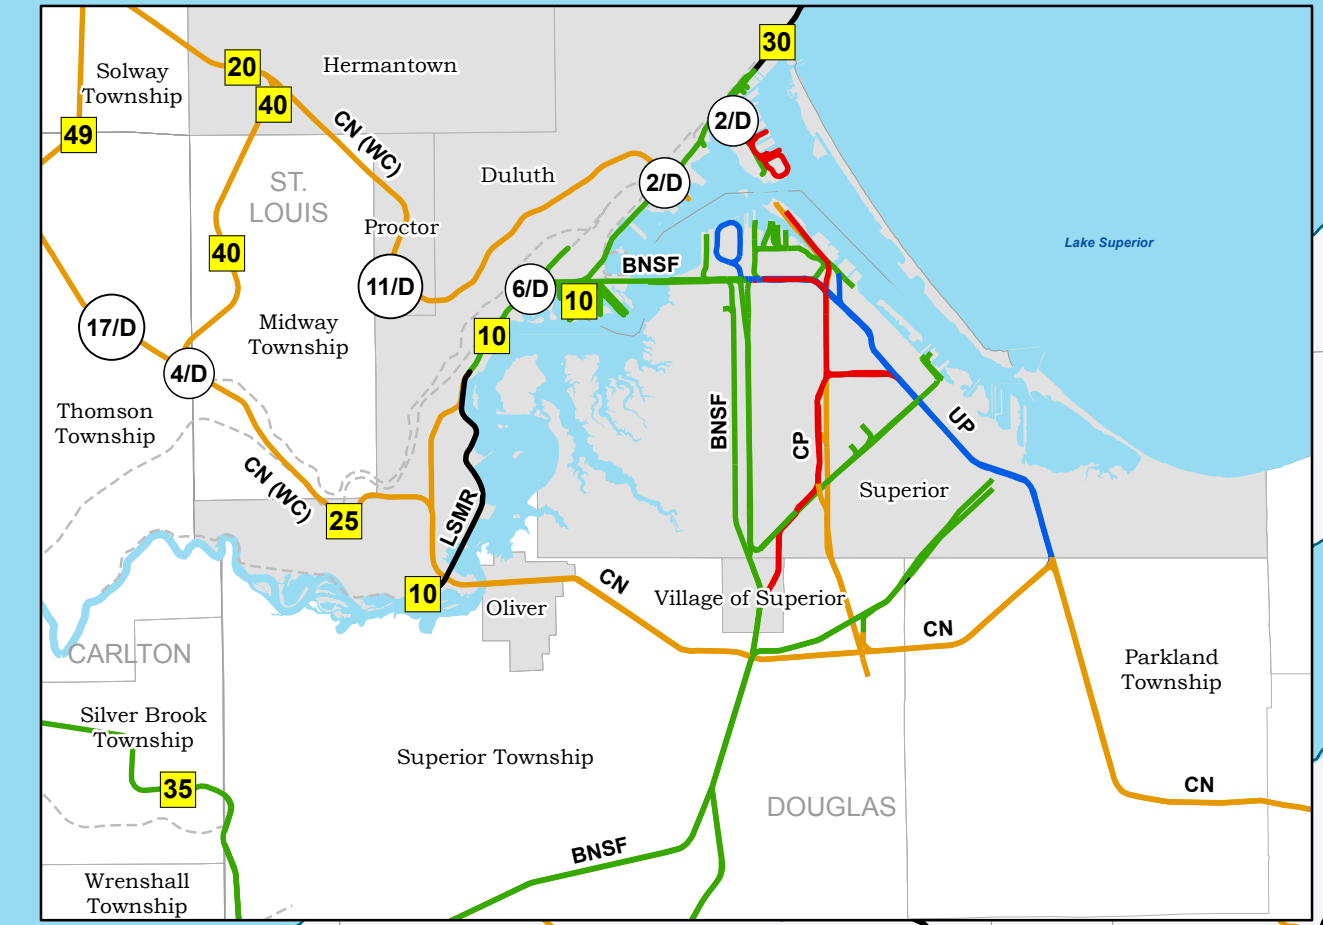 30
20
Hermantown
Solway
Township
40
CN (WC)
2/D
49
Duluth
2/D
ST.
LOUIS
Proctor
40
Lake Superior
BNSF
11/D
6/D
10
17/D
Midway
Township
10
4/D
Thomson
Township
BNSF
CP
UP
CN (WC)
Superior
25
LSMR
10
CN
Oliver
Village of Superior
CN
CARLTON
Parkland
Township
Silver Brook
Township
Superior Township
35
CN
DOUGLAS
BNSF
Wrenshall
Township